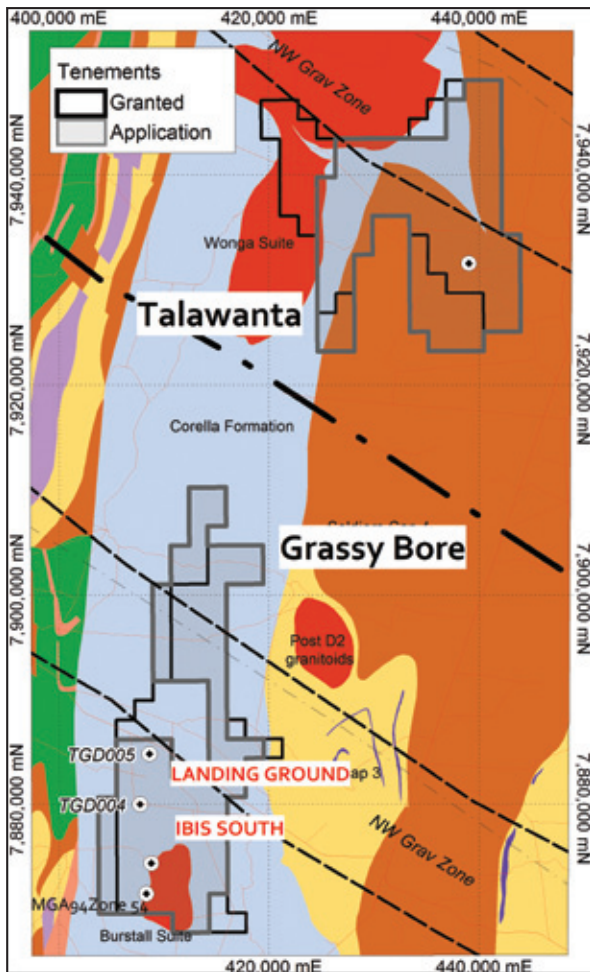 400,000 mE
420,000 mE
440,000 mE
Tenements
Granted
Application
NW Grav Zone
7,940,000 mN
7,940,000 mN
Wonga Suite
Talawanta
7,920,000 mN
7,920,000 mN
Corella Formation
Grassy Bore
7,900,000 mN
7,900,000 mN
Post D2
granitoids
TGD005
LANDING GROUND
ap 3
TGD004
7,880,000 mN
7,880,000 mN
IBIS SOUTH
NW Grav Zone
MGA94Zone 54
Burstall Suite
420,000 mE
440,000 mE